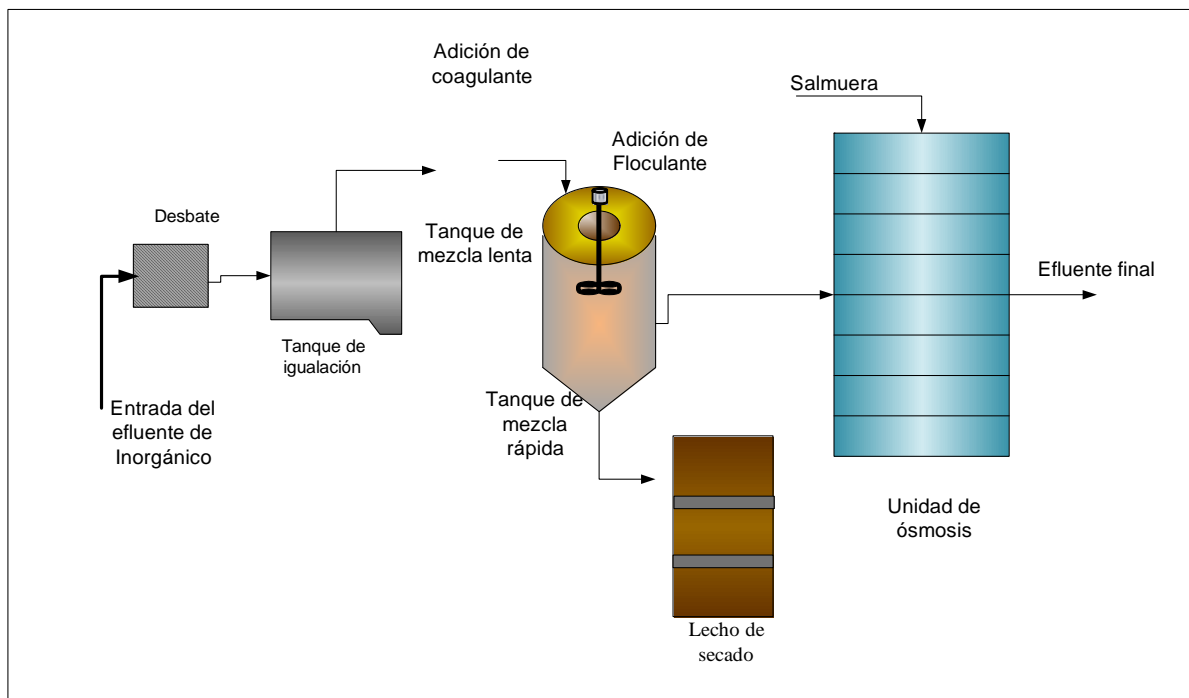 Adición de
coagulante
Salmuera
Adición de
Floculante
Desbate
Tanque de
mezcla lenta
Efluente final
Tanque de
igualación
Entrada del
efluente de
Inorgánico
Tanque de
mezcla
rápida
Unidad de
ósmosis
Lecho de
secado